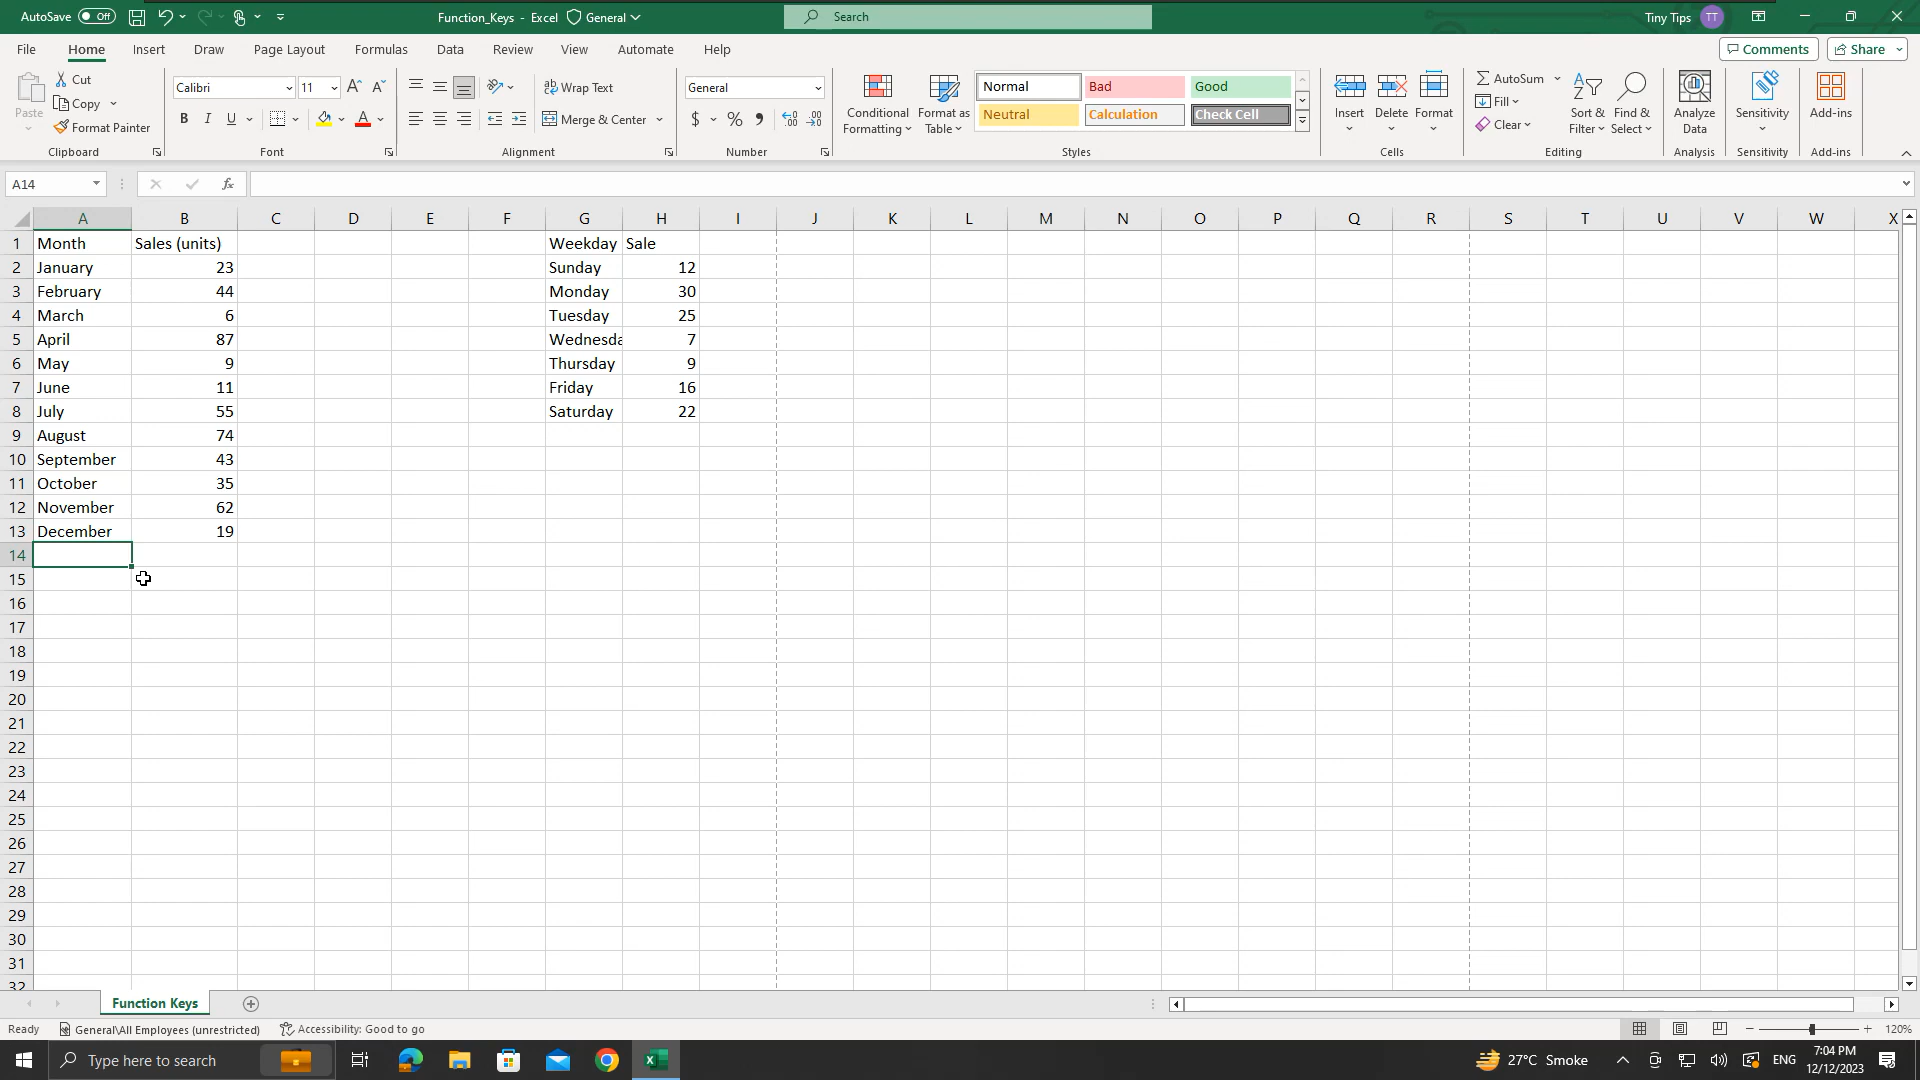 AutoSave Off Function_Keys - Excel General Search Tiny Tips TT
File Home Insert Draw Page Layout Formulas Data Review View Automate Help Comments Share
Paste Cut Copy Format Painter Clipboard
Calibri 11 B I U A A A Font
Wrap Text Merge & Center Alignment
General $ % Number
Conditional Formatting Format as Table Normal Bad Good Neutral Calculation Check Cell Styles
Insert Delete Format Cells
AutoSum Fill Clear Sort & Filter Find & Select Editing
Analyze Data Analysis
Sensitivity Sensitivity
Add-ins Add-ins
A14 fx
A B C D E F G H I J K L M N O P Q R S T U V W X
1 Month Sales (units) Weekday Sale
2 January 23 Sunday 12
3 February 44 Monday 30
4 March 6 Tuesday 25
5 April 87 Wednesda 7
6 May 9 Thursday 9
7 June 11 Friday 16
8 July 55 Saturday 22
9 August 74
10 September 43
11 October 35
12 November 62
13 December 19
14
15
16
17
18
19
20
21
22
23
24
25
26
27
28
29
30
31
32
Function Keys
Ready General\All Employees (unrestricted) Accessibility: Good to go 120%
Type here to search 27°C Smoke ENG 7:04 PM
12/12/2023